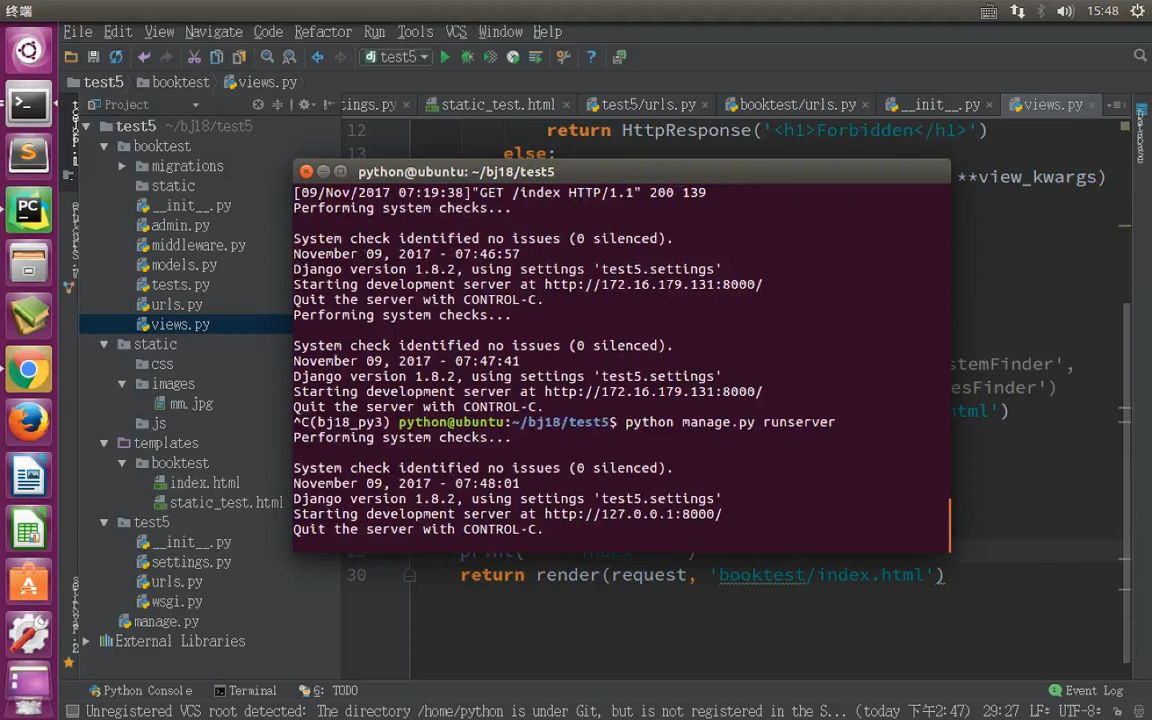 终端
15:48
File Edit View Navigate Code Refactor Run Tools VCS Window Help
test5
test5 booktest views.py
Project
tings.py static_test.html test5/urls.py booktest/urls.py __init__.py views.py
test5 ~/bj18/test5
booktest
migrations
static
__init__.py
admin.py
middleware.py
models.py
tests.py
urls.py
views.py
static
css
images
mm.jpg
js
templates
booktest
index.html
static_test.html
test5
__init__.py
settings.py
urls.py
wsgi.py
manage.py
External Libraries
12 return HttpResponse('<h1>Forbidden</h1>')
13 else:
**view_kwargs)
stemFinder',
esFinder')
html')
python@ubuntu: ~/bj18/test5
[09/Nov/2017 07:19:38]"GET /index HTTP/1.1" 200 139
Performing system checks...
System check identified no issues (0 silenced).
November 09, 2017 - 07:46:57
Django version 1.8.2, using settings 'test5.settings'
Starting development server at http://172.16.179.131:8000/
Quit the server with CONTROL-C.
Performing system checks...
System check identified no issues (0 silenced).
November 09, 2017 - 07:47:41
Django version 1.8.2, using settings 'test5.settings'
Starting development server at http://172.16.179.131:8000/
Quit the server with CONTROL-C.
^C(bj18_py3) python@ubuntu:~/bj18/test5$ python manage.py runserver
Performing system checks...
System check identified no issues (0 silenced).
November 09, 2017 - 07:48:01
Django version 1.8.2, using settings 'test5.settings'
Starting development server at http://127.0.0.1:8000/
Quit the server with CONTROL-C.
30 return render(request, 'booktest/index.html')
Python Console Terminal 6: TODO Event Log
Unregistered VCS root detected: The directory /home/python is under Git, but is not registered in the S... (today 下午2:47) 29:27 LF÷ UTF-8÷